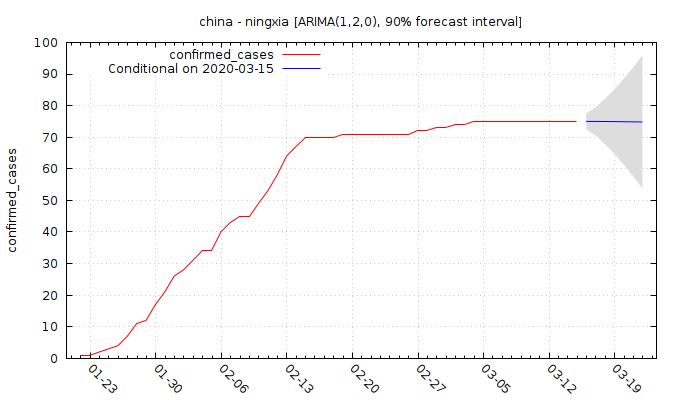 china - ningxia [ARIMA(1,2,0), 90% forecast interval]
confirmed_cases
Conditional on 2020-03-15
confirmed_cases
100
90
80
70
60
50
40
30
20
10
0
01-23 01-30 02-06 02-13 02-20 02-27 03-05 03-12 03-19